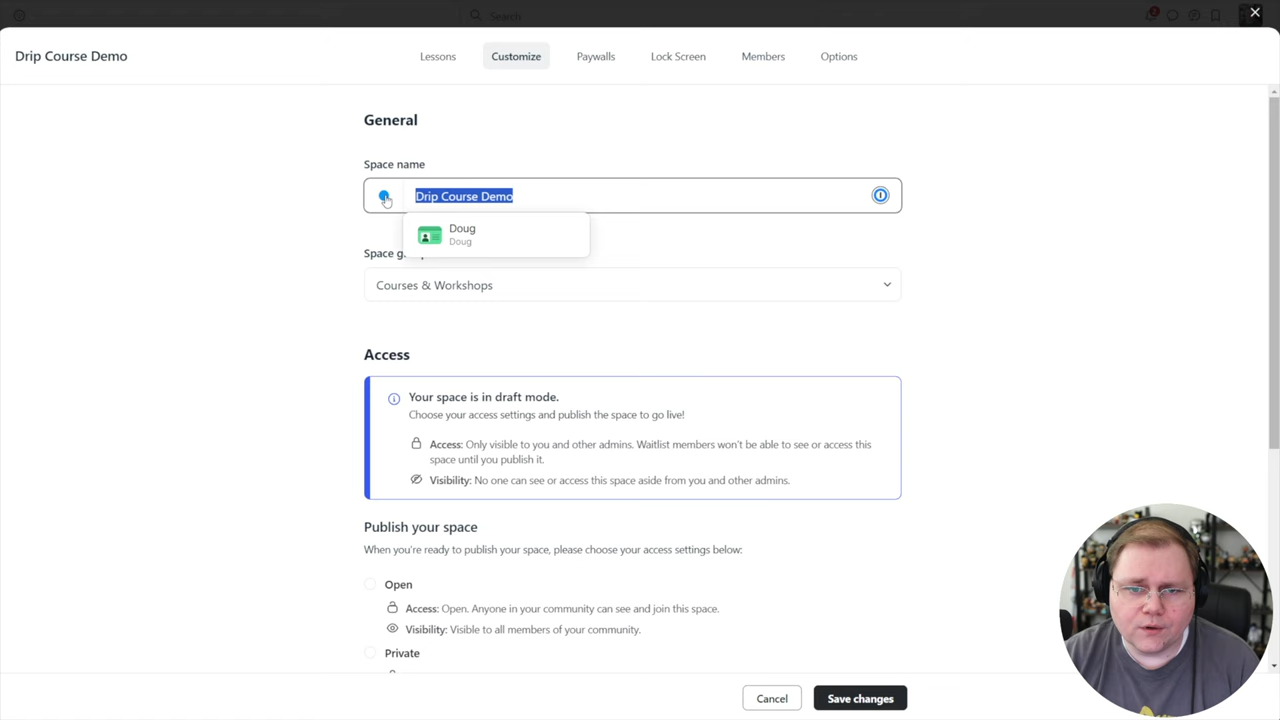 Search
2
Drip Course Demo
Lessons
Customize
Paywalls
Lock Screen
Members
Options
General
Space name
Drip Course Demo
Doug
Doug
Space g
Courses & Workshops
Access
Your space is in draft mode.
Choose your access settings and publish the space to go live!
Access: Only visible to you and other admins. Waitlist members won't be able to see or access this
space until you publish it.
Visibility: No one can see or access this space aside from you and other admins.
Publish your space
When you're ready to publish your space, please choose your access settings below:
Open
Access: Open. Anyone in your community can see and join this space.
Visibility: Visible to all members of your community.
Private
Cancel
Save changes